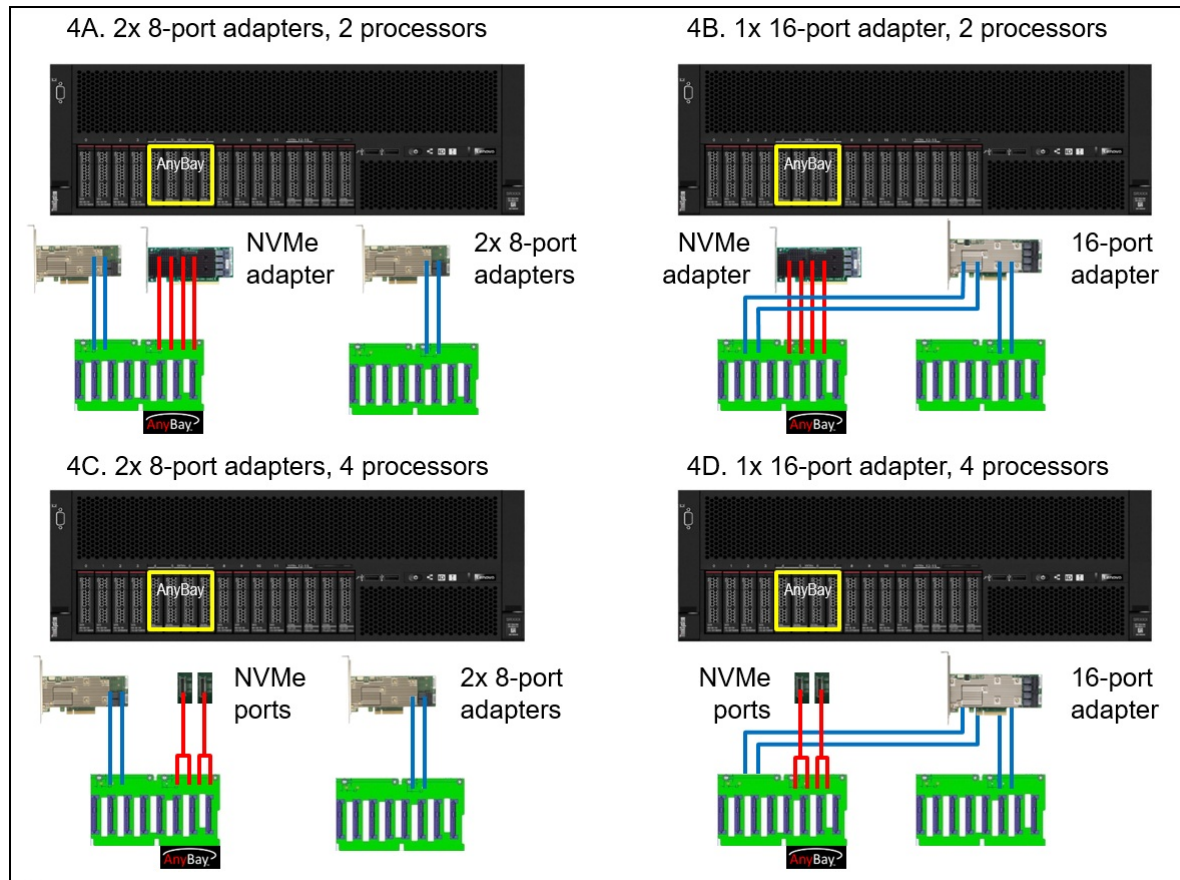 4A. 2x 8-port adapters, 2 processors
4B. 1x 16-port adapter, 2 processors
AnyBay
AnyBay
NVMe
adapter
2x 8-port
adapters
NVMe
adapter
16-port
adapter
AnyBay
AnyBay
4C. 2x 8-port adapters, 4 processors
4D. 1x 16-port adapter, 4 processors
AnyBay
AnyBay
NVMe
ports
2x 8-port
adapters
NVMe
ports
16-port
adapter
AnyBay
AnyBay